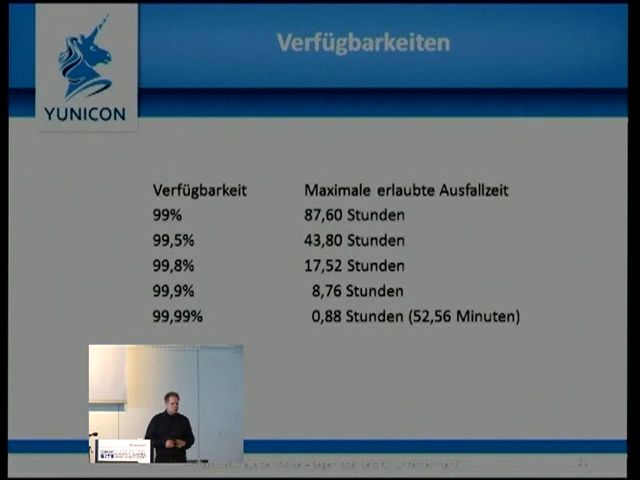 Verfügbarkeiten
YUNICON
Verfügbarkeit Maximale erlaubte Ausfallzeit
99% 87,60 Stunden
99,5% 43,80 Stunden
99,8% 17,52 Stunden
99,9% 8,76 Stunden
99,99% 0,88 Stunden (52,56 Minuten)